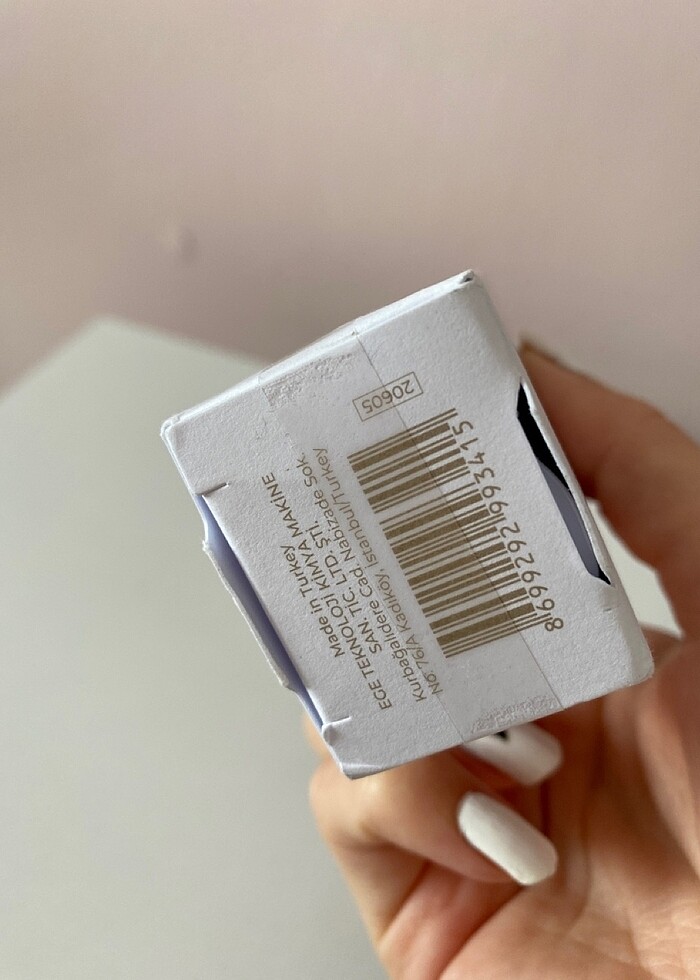 Made in Turkey
EGE TEKNOLOJİ KİMYA MAKİNE
SAN. TİC. LTD. ŞTİ.
Kurbağalıdere Cad. Nabizade Sok.
No: 76/A Kadıköy, İstanbul/Turkey
8699292993415
20605